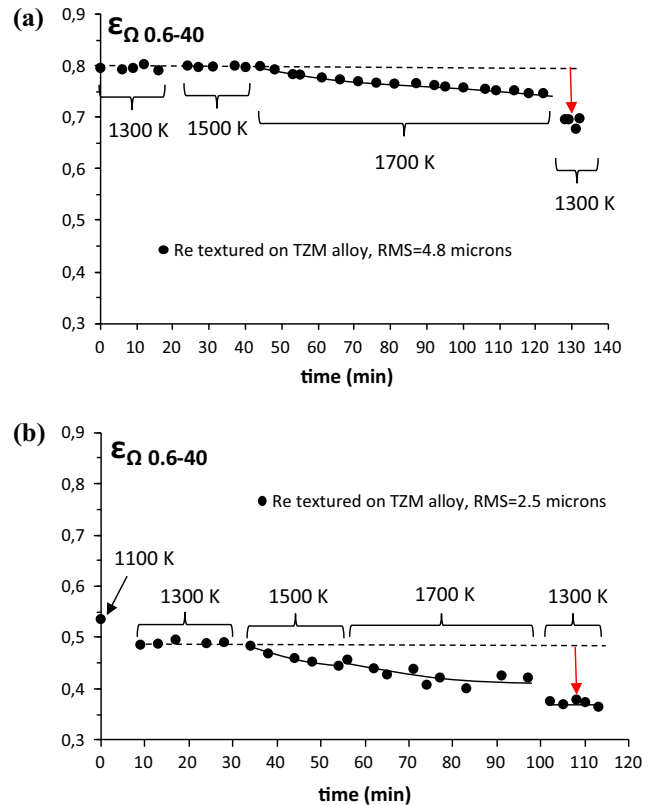 (a)
εΩ 0.6-40
0,9
0,8
0,7
0,6
0,5
0,4
0,3
1300 K
1500 K
1700 K
1300 K
Re textured on TZM alloy, RMS=4.8 microns
0 10 20 30 40 50 60 70 80 90 100 110 120 130 140
time (min)
(b)
εΩ 0.6-40
0,9
0,8
0,7
0,6
0,5
0,4
0,3
Re textured on TZM alloy, RMS=2.5 microns
1100 K
1300 K
1500 K
1700 K
1300 K
0 10 20 30 40 50 60 70 80 90 100 110 120
time (min)